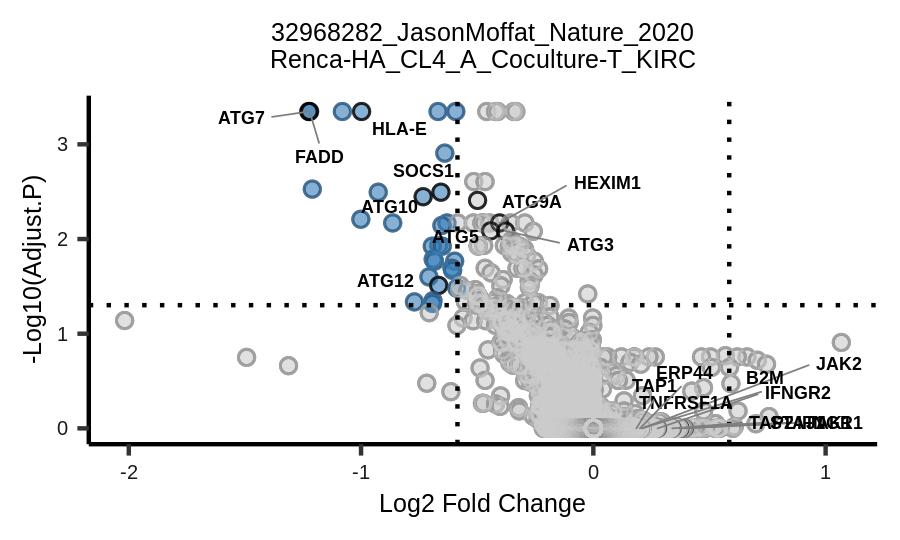 32968282_JasonMoffat_Nature_2020
Renca-HA_CL4_A_Coculture-T_KIRC
ATG7
HLA-E
FADD
SOCS1
HEXIM1
ATG10
ATG9A
ATG5
ATG3
ATG12
JAK2
ERP44
B2M
TAP1
IFNGR2
TNFRSF1A
3
2
1
0
-2
-1
0
1
-Log10(Adjust.P)
Log2 Fold Change